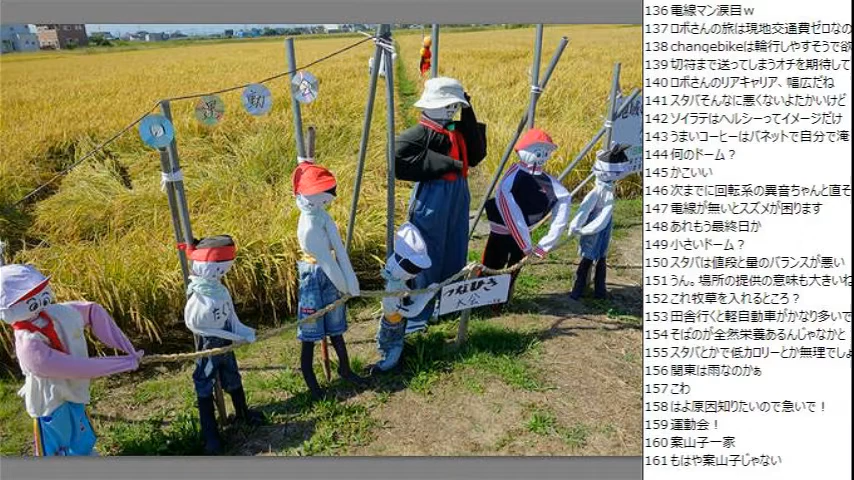 運
動
つなひき
大会
136 電線マン涙目ｗ
137 ロボさんの旅は現地交通費ゼロなの
138 changebikeは輪行しやすそうで欲
139 切符まで送ってしまうオチを期待して
140 ロボさんのリアキャリア、幅広だね
141 スタバそんなに悪くないよたかいけど
142 ソイラテはヘルシーってイメージだけ
143 うまいコーヒーはバネットで自分で淹
144 何のドーム？
145 かこいい
146 次までに回転系の異音ちゃんと直そ
147 電線が無いとスズメが困ります
148 あれもう最終日か
149 小さいドーム？
150 スタバは値段と量のバランスが悪い
151 うん。場所の提供の意味も大きいね
152 これ牧草を入れるところ？
153 田舎行くと軽自動車がかなり多いで
154 そばのが全然栄養あるんじゃなかと
155 スタバとかで低カロリーとか無理でしょ
156 関東は雨なのかぁ
157 こわ
158 はよ原因知りたいので急いで！
159 運動会！
160 案山子一家
161 もはや案山子じゃない